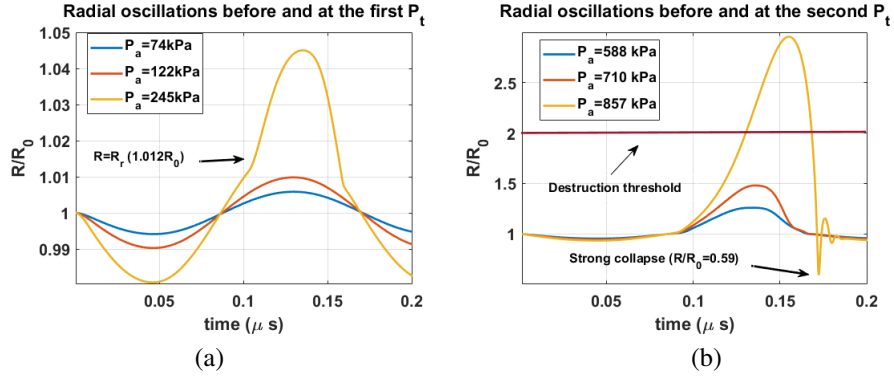 Radial oscillations before and at the first P_t
1.05
1.04
1.03
1.02
1.01
1
0.99
R/R_0
P_a=74kPa
P_a=122kPa
P_a=245kPa
R=R_r (1.012R_0)
0.05
0.1
0.15
0.2
time (μ s)
(a)
Radial oscillations before and at the second P_t
2.5
2
1.5
1
R/R_0
P_a=588 kPa
P_a=710 kPa
P_a=857 kPa
Destruction threshold
Strong collapse (R/R_0=0.59)
0.05
0.1
0.15
0.2
time (μ s)
(b)